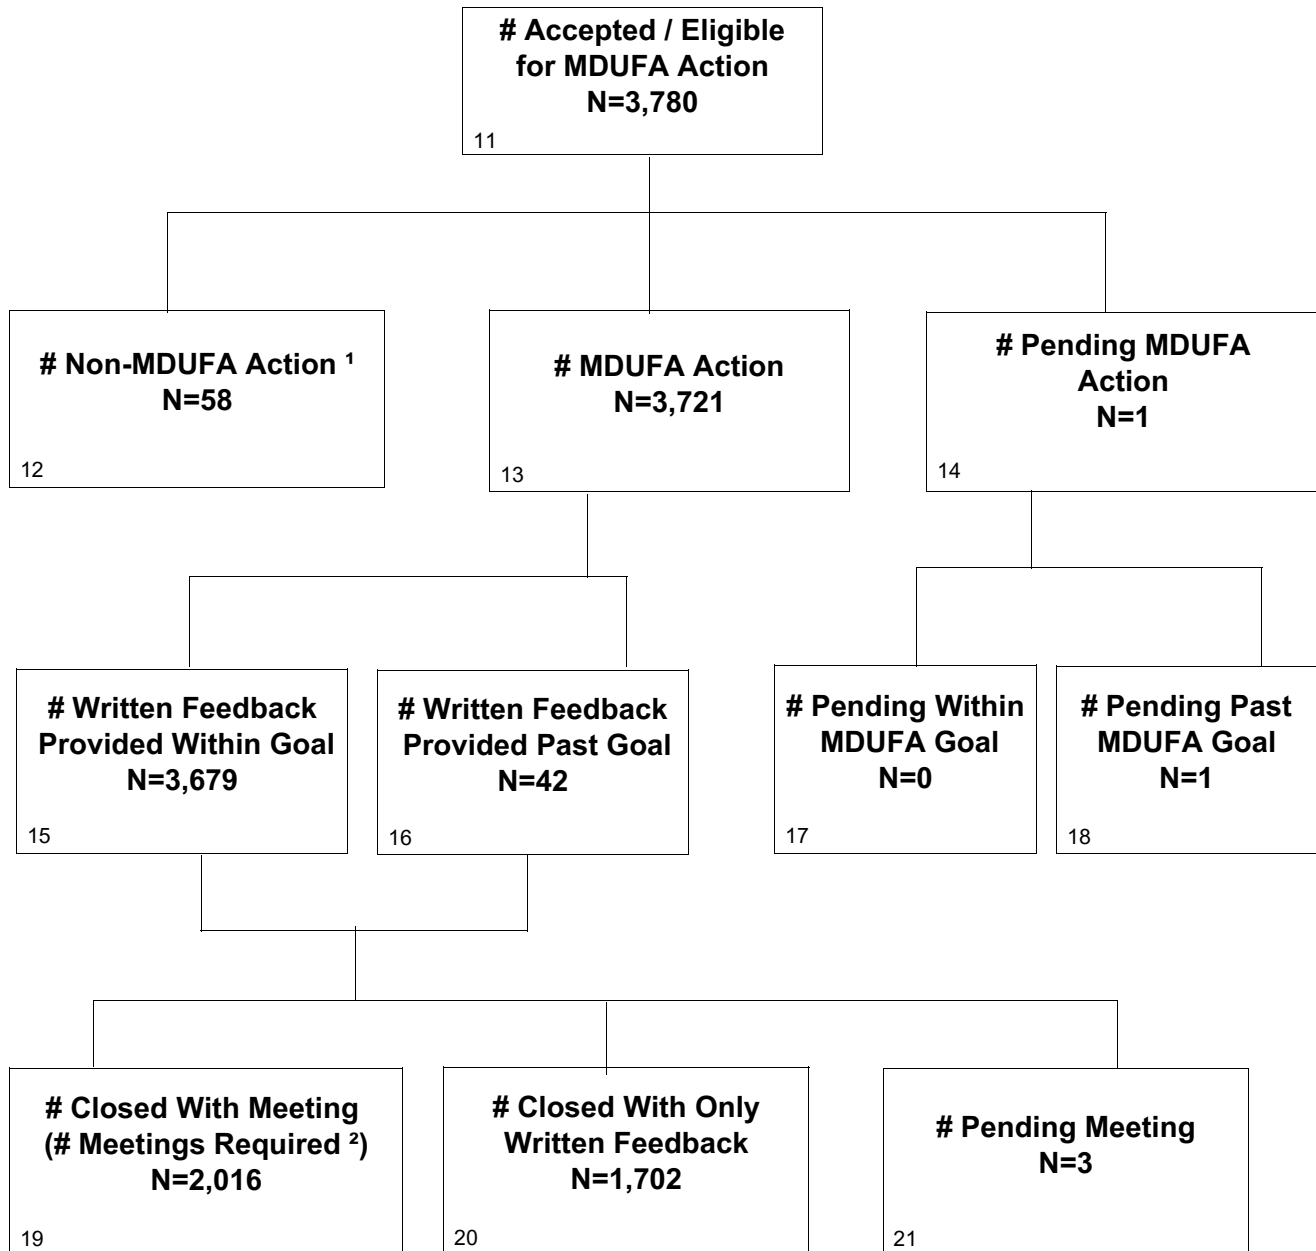 # Accepted / Eligible
for MDUFA Action
N=3,780
11
# Non-MDUFA Action ¹
N=58
12
# MDUFA Action
N=3,721
13
# Pending MDUFA
Action
N=1
14
# Written Feedback
Provided Within Goal
N=3,679
15
# Written Feedback
Provided Past Goal
N=42
16
# Pending Within
MDUFA Goal
N=0
17
# Pending Past
MDUFA Goal
N=1
18
# Closed With Meeting
(# Meetings Required ²)
N=2,016
19
# Closed With Only
Written Feedback
N=1,702
20
# Pending Meeting
N=3
21